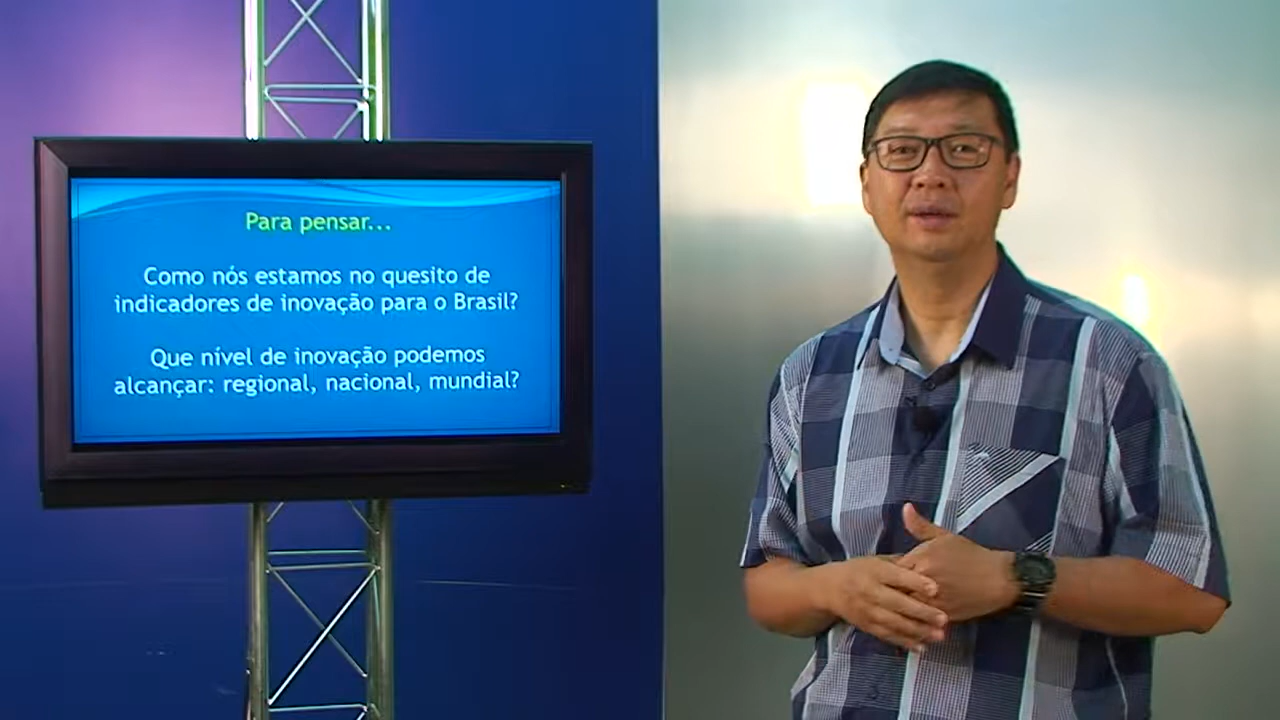 Para pensar...
Como nós estamos no quesito de
indicadores de inovação para o Brasil?
Que nível de inovação podemos
alcançar: regional, nacional, mundial?